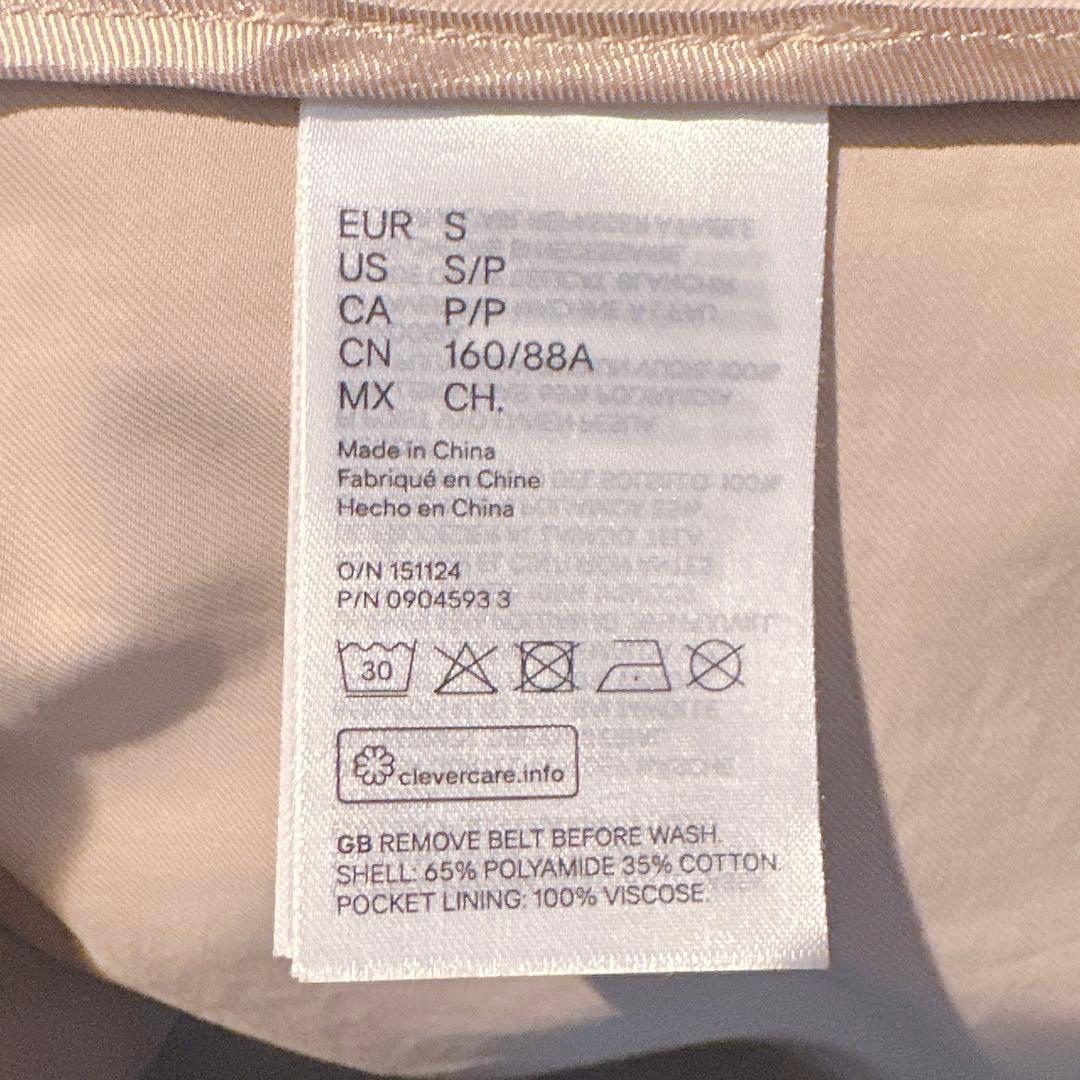 EUR S
US S/P
CA P/P
CN 160/88A
MX CH.
Made in China
Fabriqué en Chine
Hecho en China
O/N 151124
P/N 0904593 3
30
clevercare.info
GB REMOVE BELT BEFORE WASH.
SHELL: 65% POLYAMIDE 35% COTTON.
POCKET LINING: 100% VISCOSE.